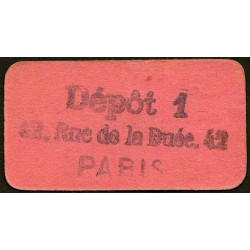 Dépôt 1
42, Rue de la Duée, 42
PARIS